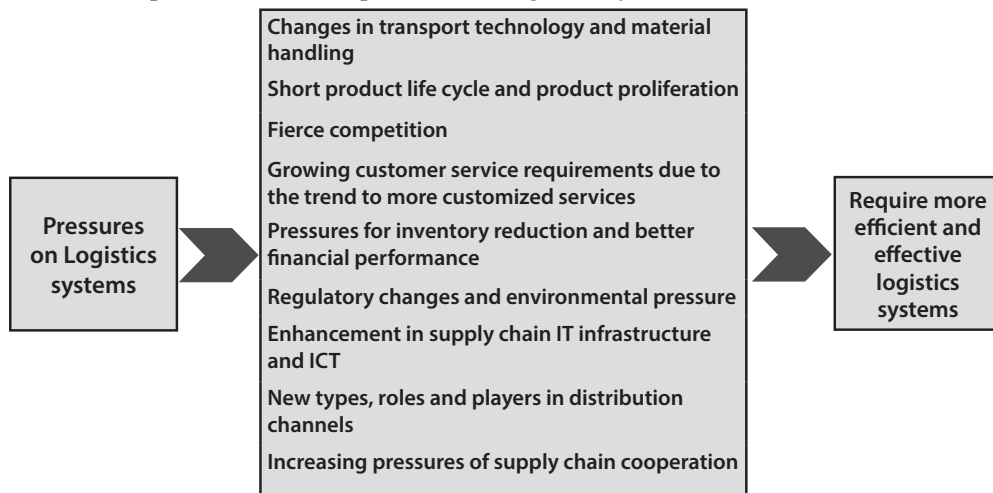 Pressures
on Logistics
systems
Changes in transport technology and material
handling
Short product life cycle and product proliferation
Fierce competition
Growing customer service requirements due to
the trend to more customized services
Pressures for inventory reduction and better
financial performance
Regulatory changes and environmental pressure
Enhancement in supply chain IT infrastructure
and ICT
New types, roles and players in distribution
channels
Increasing pressures of supply chain cooperation
Require more
efficient and
effective
logistics
systems